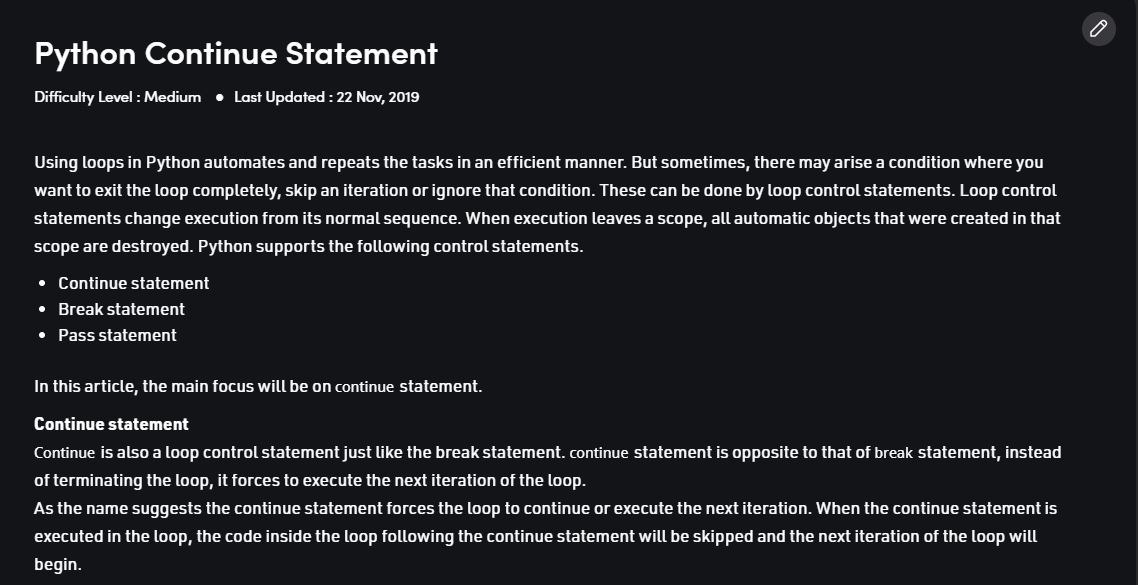 Python Continue Statement
Difficulty Level : Medium ● Last Updated : 22 Nov, 2019
Using loops in Python automates and repeats the tasks in an efficient manner. But sometimes, there may arise a condition where you
want to exit the loop completely, skip an iteration or ignore that condition. These can be done by loop control statements. Loop control
statements change execution from its normal sequence. When execution leaves a scope, all automatic objects that were created in that
scope are destroyed. Python supports the following control statements.
• Continue statement
• Break statement
• Pass statement
In this article, the main focus will be on continue statement.
Continue statement
Continue is also a loop control statement just like the break statement. continue statement is opposite to that of break statement, instead
of terminating the loop, it forces to execute the next iteration of the loop.
As the name suggests the continue statement forces the loop to continue or execute the next iteration. When the continue statement is
executed in the loop, the code inside the loop following the continue statement will be skipped and the next iteration of the loop will
begin.